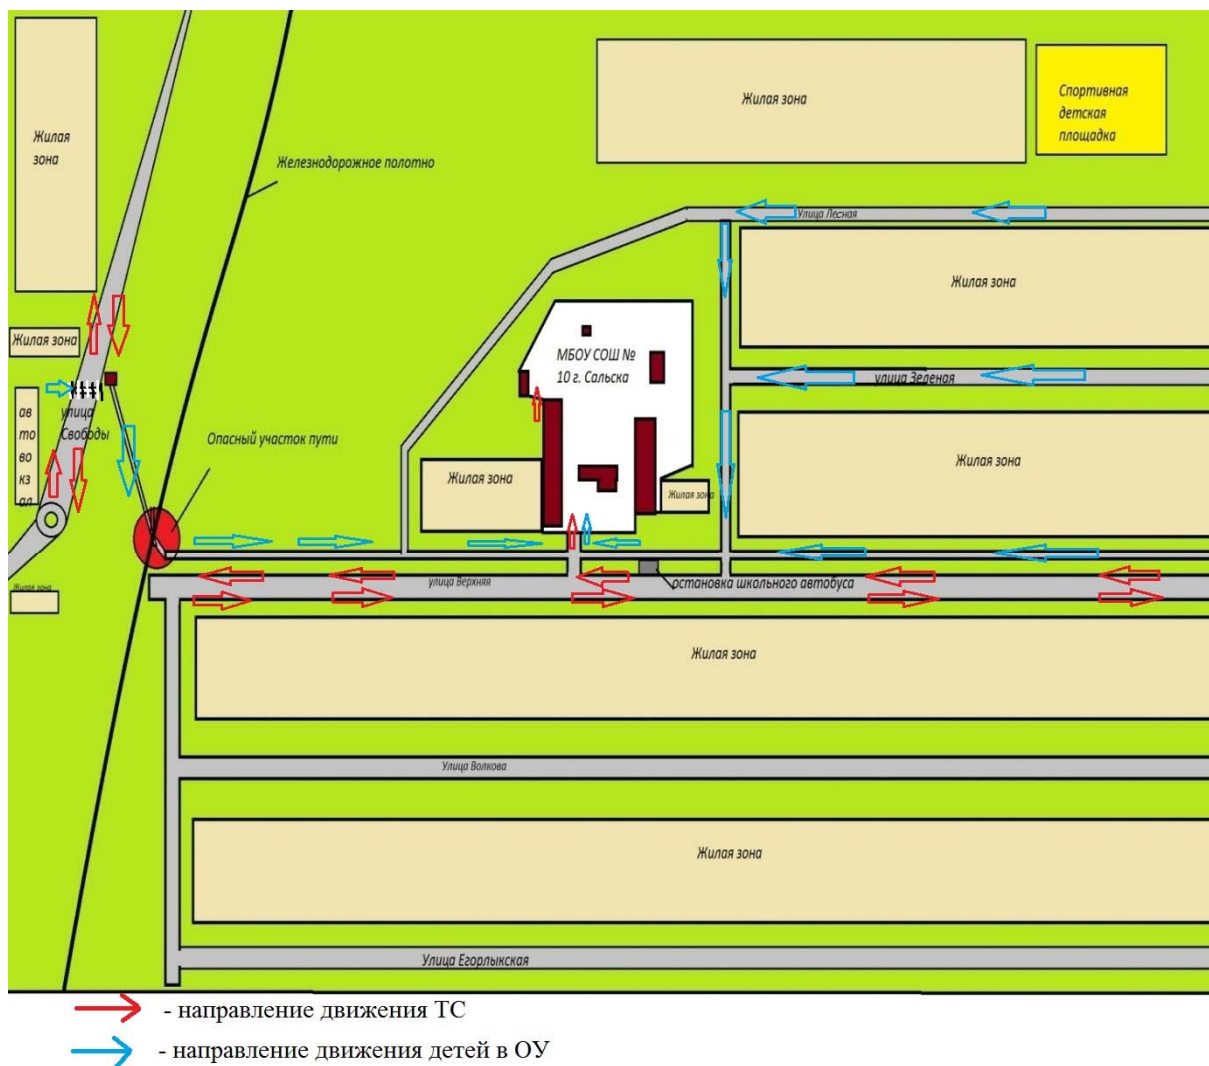 Жилая зона
Спортивная
детская
площадка
Жилая
зона
Железнодорожное полотно
Улица Лесная
Жилая зона
Жилая зона
МБОУ СОШ №
10 г. Сальска
улица Зеленая
ав
то
во
кз
ал
улица
Свободы
Опасный участок пути
Жилая зона
Жилая зона
Жилая зона
Жилая зона
улица Верхняя
остановка школьного автобуса
Жилая зона
Улица Волкова
Жилая зона
Улица Егорлыкская
- направление движения ТС
- направление движения детей в ОУ